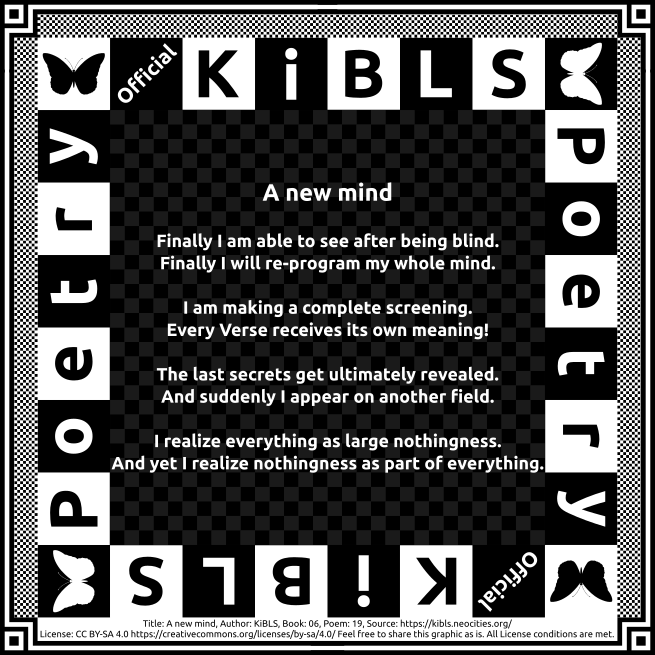 Official KiBLS
Poetry
Poetry
A new mind
Finally I am able to see after being blind.
Finally I will re-program my whole mind.
I am making a complete screening.
Every Verse receives its own meaning!
The last secrets get ultimately revealed.
And suddenly I appear on another field.
I realize everything as large nothingness.
And yet I realize nothingness as part of everything.
Official KiBLS
Title: A new mind, Author: KiBLS, Book: 06, Poem: 19, Source: https://kibls.neocities.org/
License: CC BY-SA 4.0 https://creativecommons.org/licenses/by-sa/4.0/ Feel free to share this graphic as is. All License conditions are met.